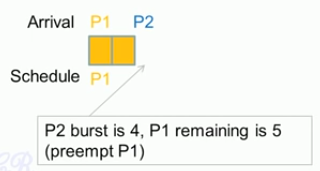 Arrival P1 P2
Schedule P1
P2 burst is 4, P1 remaining is 5
(preempt P1)